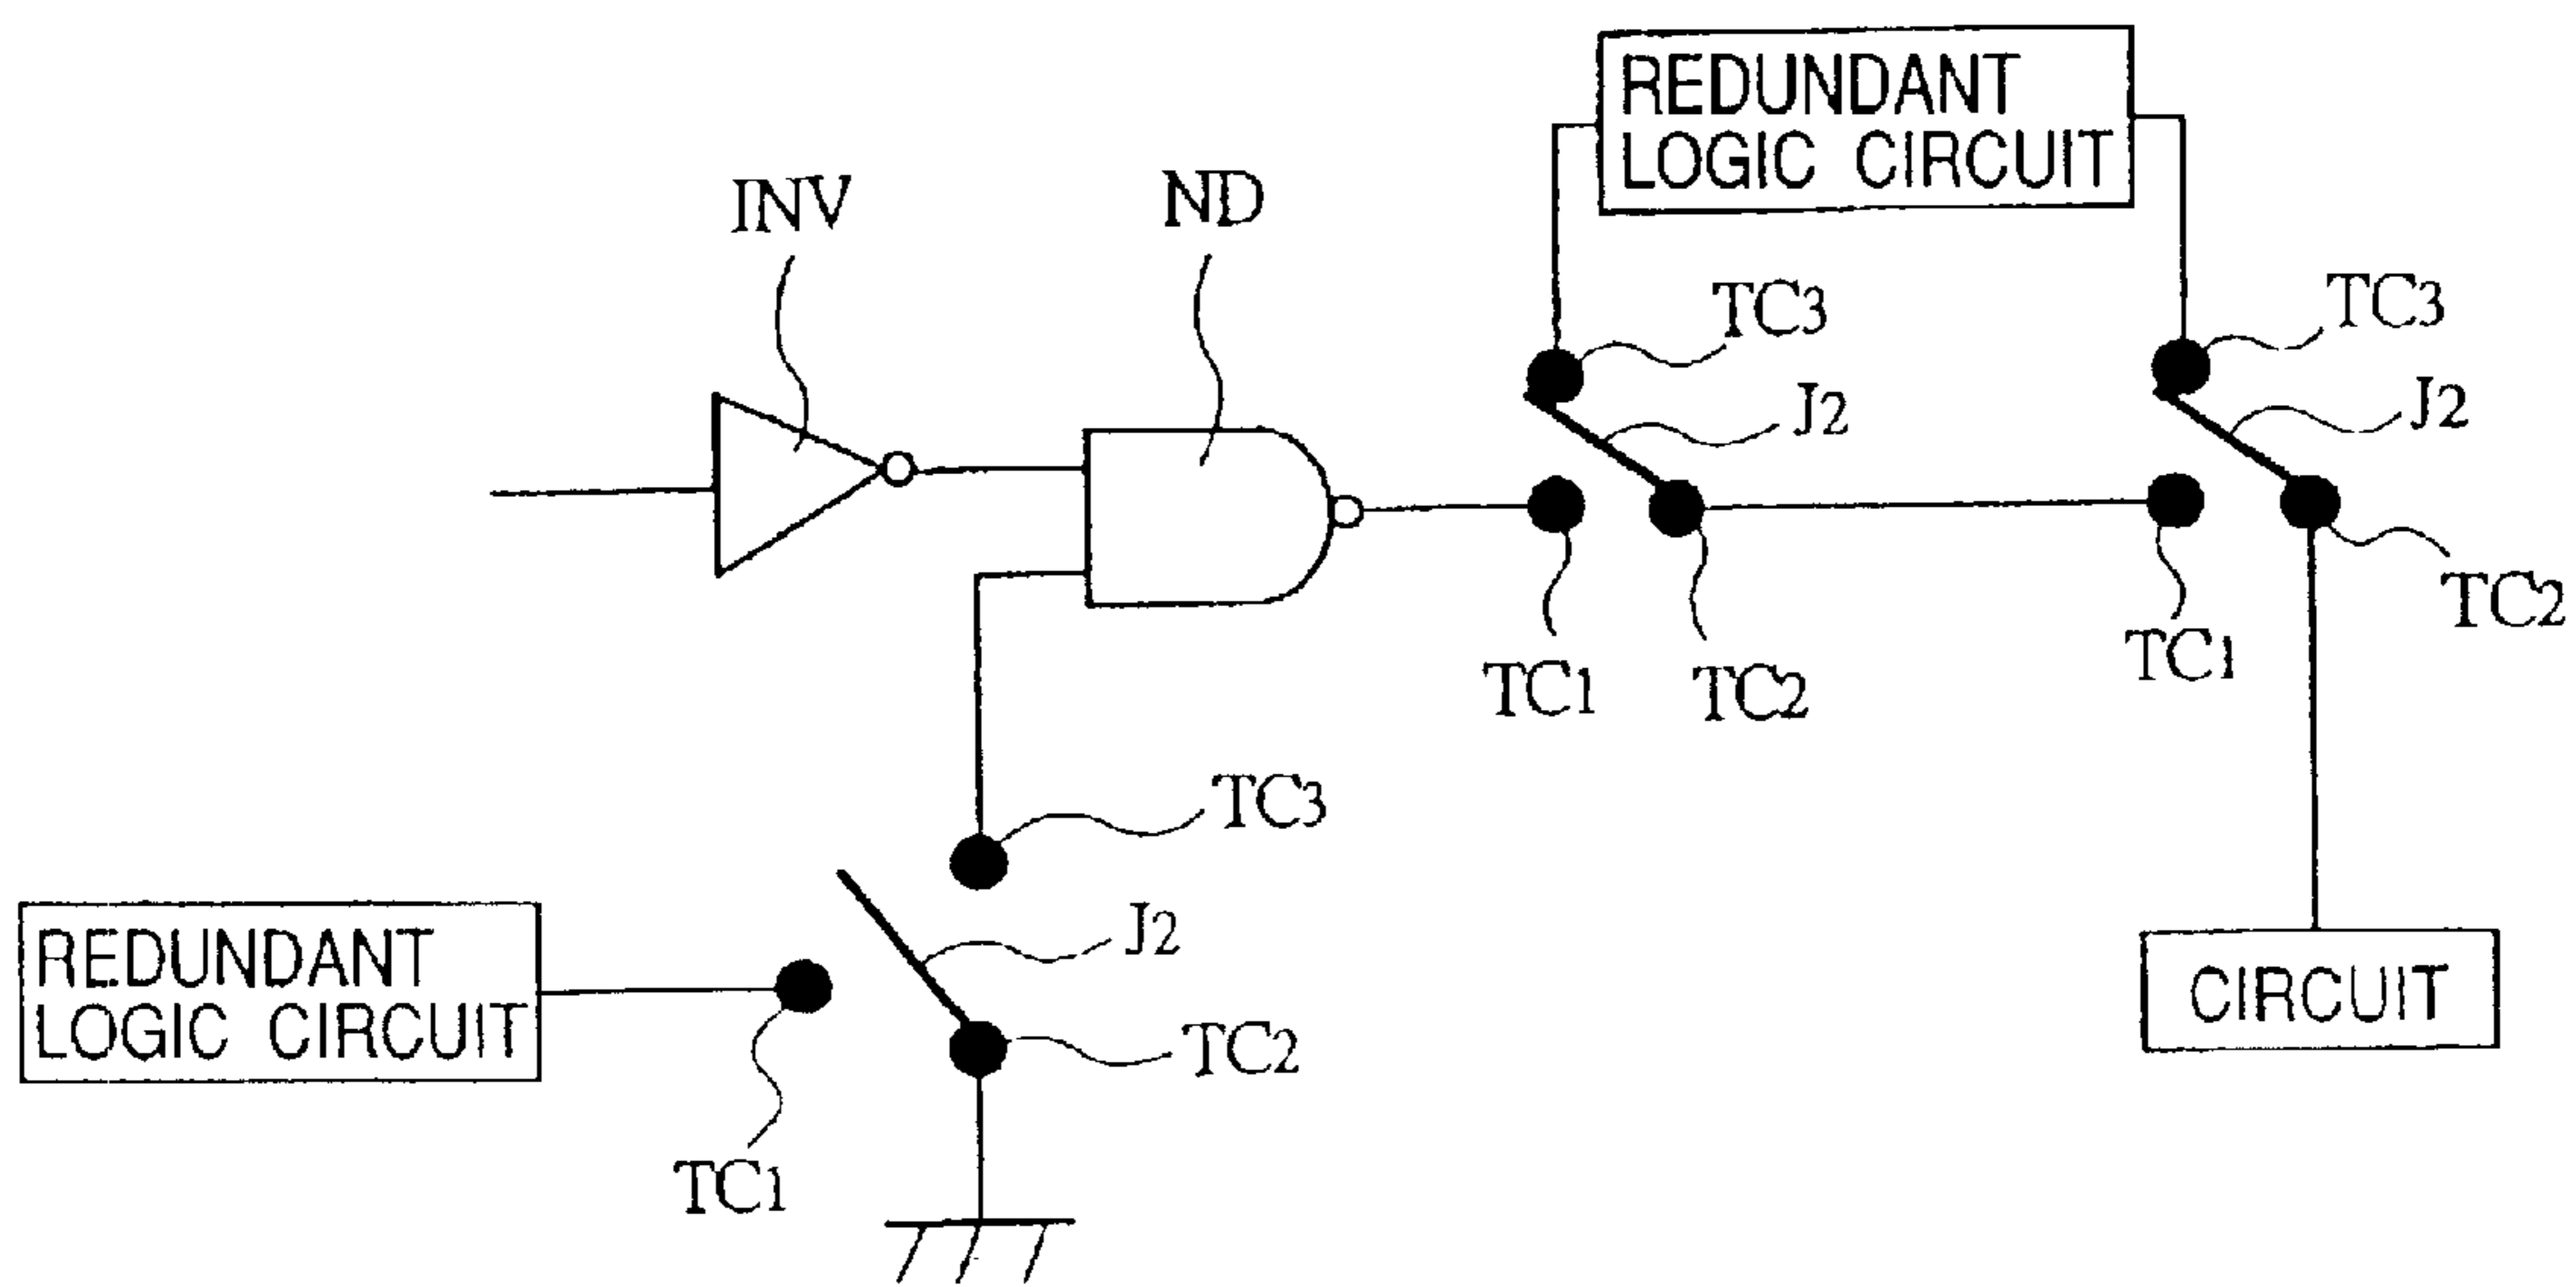 REDUNDANT
LOGIC CIRCUIT
INV
ND
TC3
TC3
J2
J2
TC1
TC2
TC1
TC2
TC3
J2
REDUNDANT
LOGIC CIRCUIT
TC2
TC1
CIRCUIT